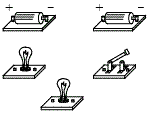 + − + −